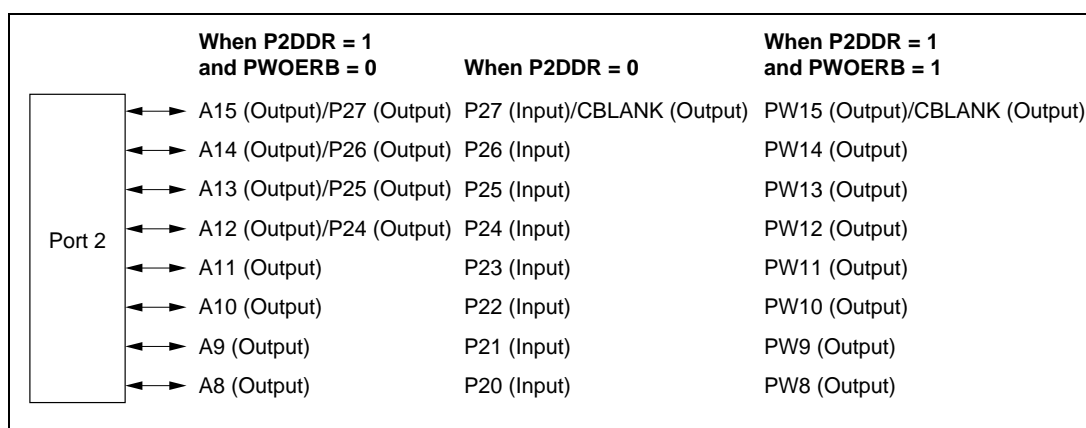 When P2DDR = 1
and PWOERB = 0
When P2DDR = 0
When P2DDR = 1
and PWOERB = 1
Port 2
A15 (Output)/P27 (Output) P27 (Input)/CBLANK (Output) PW15 (Output)/CBLANK (Output)
A14 (Output)/P26 (Output) P26 (Input) PW14 (Output)
A13 (Output)/P25 (Output) P25 (Input) PW13 (Output)
A12 (Output)/P24 (Output) P24 (Input) PW12 (Output)
A11 (Output) P23 (Input) PW11 (Output)
A10 (Output) P22 (Input) PW10 (Output)
A9 (Output) P21 (Input) PW9 (Output)
A8 (Output) P20 (Input) PW8 (Output)